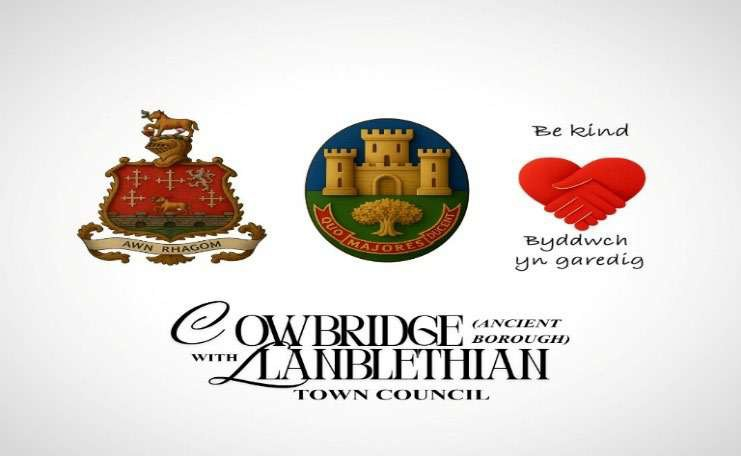 AWN RHAGOM
QUO MAJORES DUCUNT
Be kind
Byddwch
yn garedig
COWBRIDGE (ANCIENT
BOROUGH)
WITH LLANBLETHIAN
TOWN COUNCIL